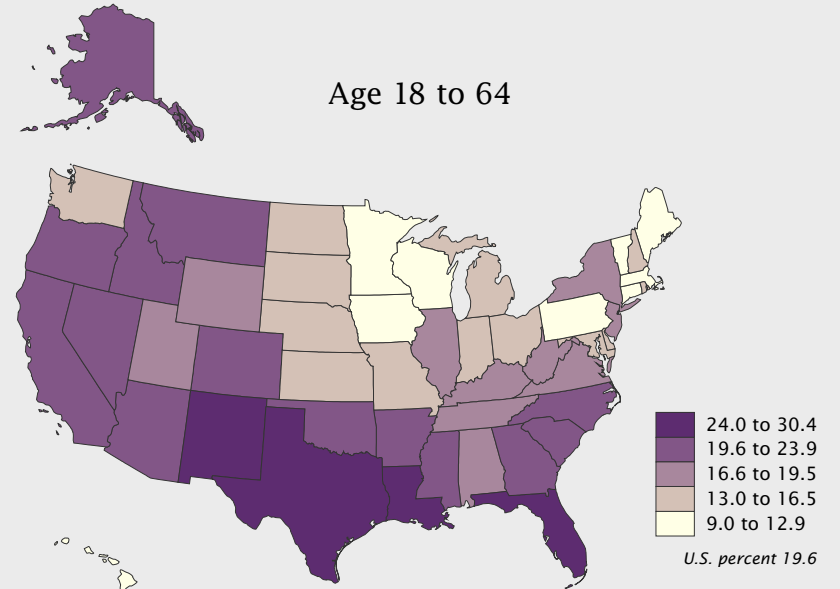 Age 18 to 64
24.0 to 30.4
19.6 to 23.9
16.6 to 19.5
13.0 to 16.5
9.0 to 12.9
U.S. percent 19.6